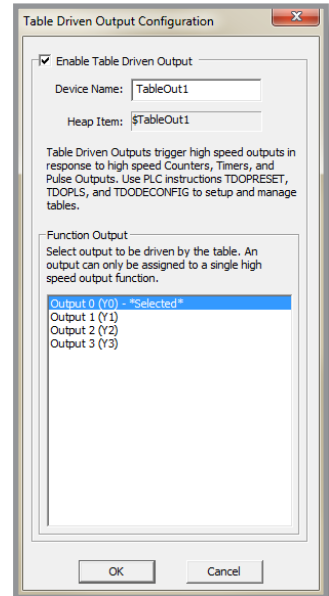 Table Driven Output Configuration
Enable Table Driven Output
Device Name: TableOut1
Heap Item: $TableOut1
Table Driven Outputs trigger high speed outputs in
response to high speed Counters, Timers, and
Pulse Outputs. Use PLC instructions TDOPRESET,
TDOPLS, and TDODECONFIG to setup and manage
tables.
Function Output
Select output to be driven by the table. An
output can only be assigned to a single high
speed output function.
Output 0 (Y0) - *Selected*
Output 1 (Y1)
Output 2 (Y2)
Output 3 (Y3)
OK Cancel